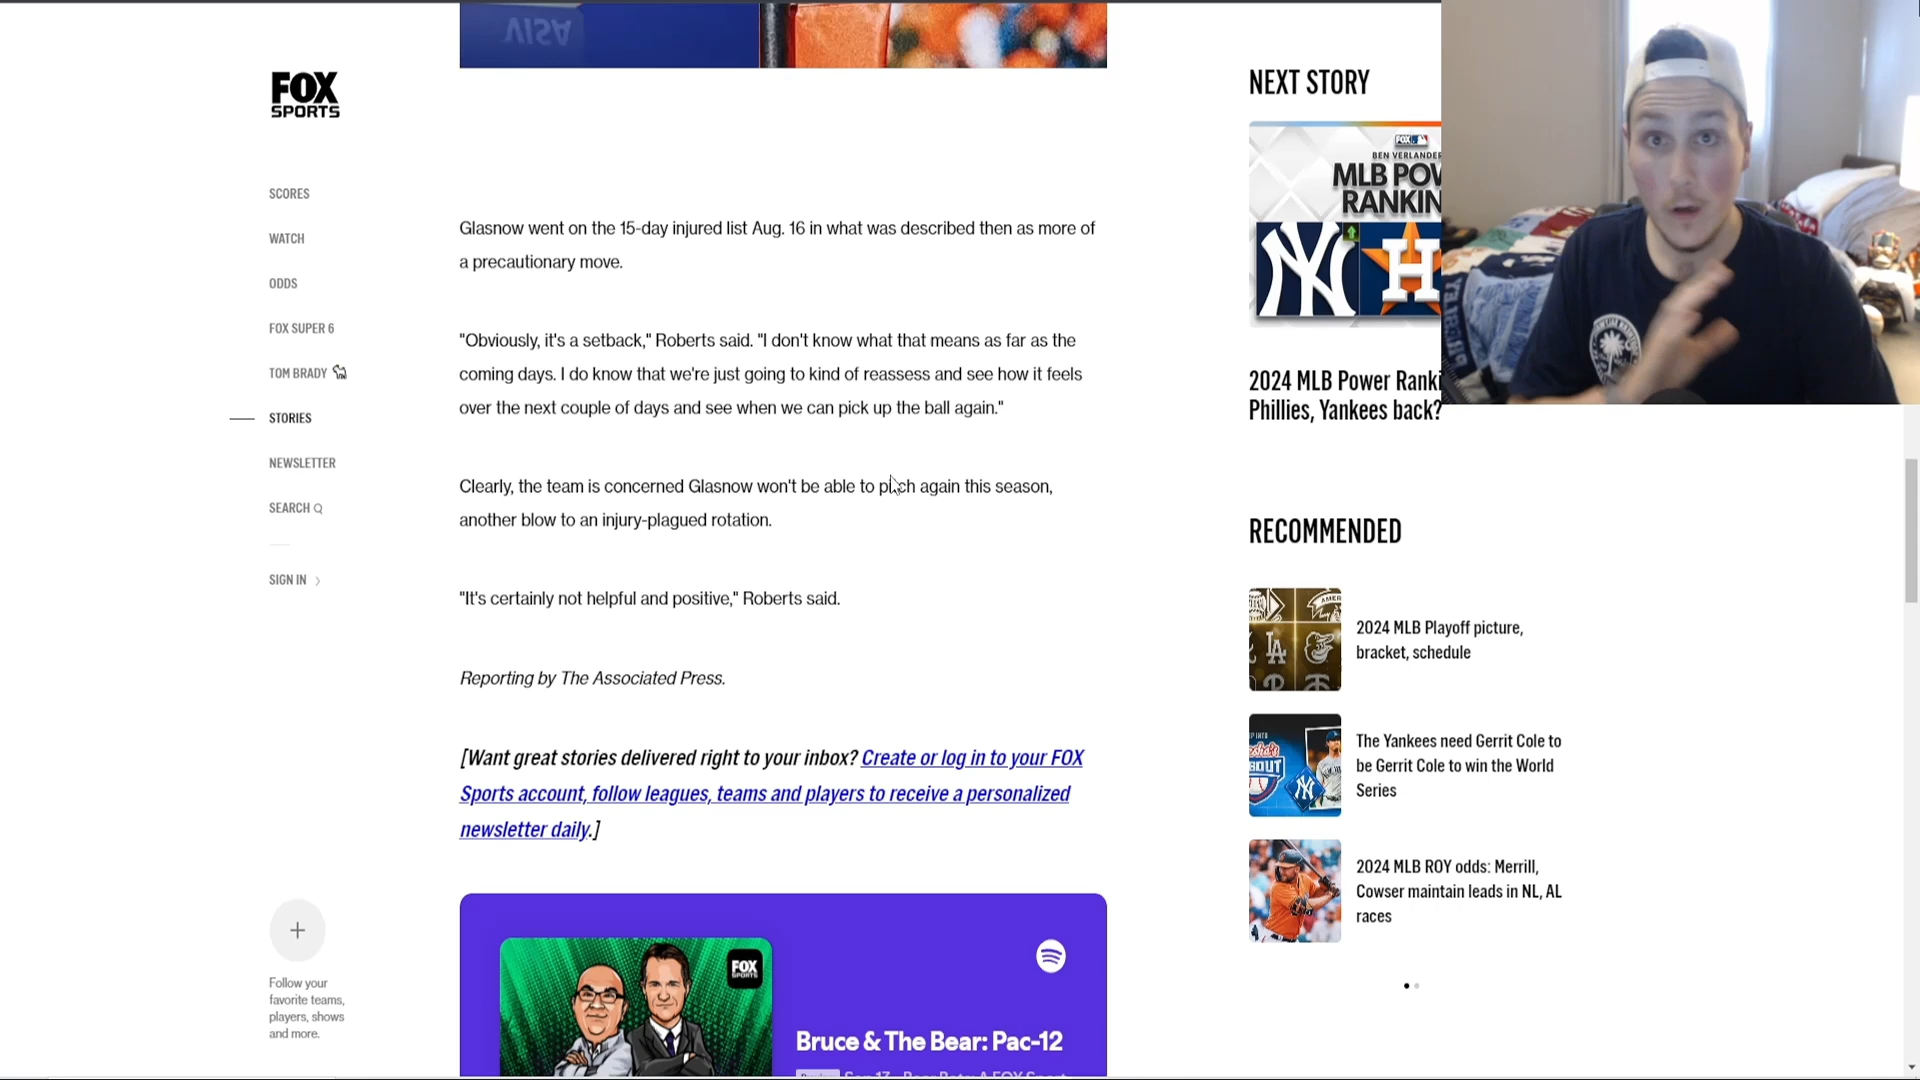 VISA
FOX
SPORTS
SCORES
WATCH
ODDS
FOX SUPER 6
TOM BRADY
STORIES
NEWSLETTER
SEARCH
SIGN IN
Follow your
favorite teams,
players, shows
and more.
Glasnow went on the 15-day injured list Aug. 16 in what was described then as more of
a precautionary move.
"Obviously, it's a setback," Roberts said. "I don't know what that means as far as the
coming days. I do know that we're just going to kind of reassess and see how it feels
over the next couple of days and see when we can pick up the ball again."
Clearly, the team is concerned Glasnow won't be able to pitch again this season,
another blow to an injury-plagued rotation.
"It's certainly not helpful and positive," Roberts said.
Reporting by The Associated Press.
[Want great stories delivered right to your inbox? Create or log in to your FOX
Sports account, follow leagues, teams and players to receive a personalized
newsletter daily.]
FOX
SPORTS
Bruce & The Bear: Pac-12
NEXT STORY
FOX
BEN VERLANDER
MLB POW
RANKIN
NY
H
2024 MLB Power Ranki
Phillies, Yankees back?
RECOMMENDED
LA
2024 MLB Playoff picture,
bracket, schedule
BOUT
NY
The Yankees need Gerrit Cole to
be Gerrit Cole to win the World
Series
2024 MLB ROY odds: Merrill,
Cowser maintain leads in NL, AL
races